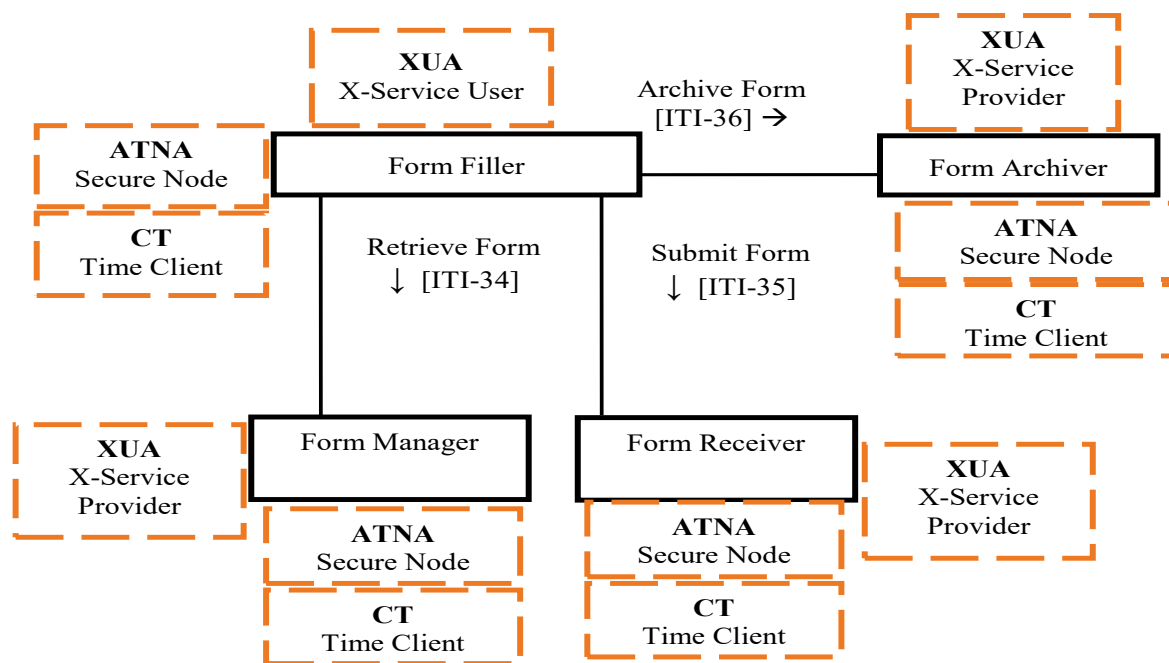 XUA
X-Service User
Archive Form
[ITI-36] →
XUA
X-Service
Provider
ATNA
Secure Node
Form Filler
Form Archiver
CT
Time Client
Retrieve Form
↓ [ITI-34]
Submit Form
↓ [ITI-35]
ATNA
Secure Node
CT
Time Client
XUA
X-Service
Provider
Form Manager
Form Receiver
XUA
X-Service
Provider
ATNA
Secure Node
CT
Time Client
ATNA
Secure Node
CT
Time Client